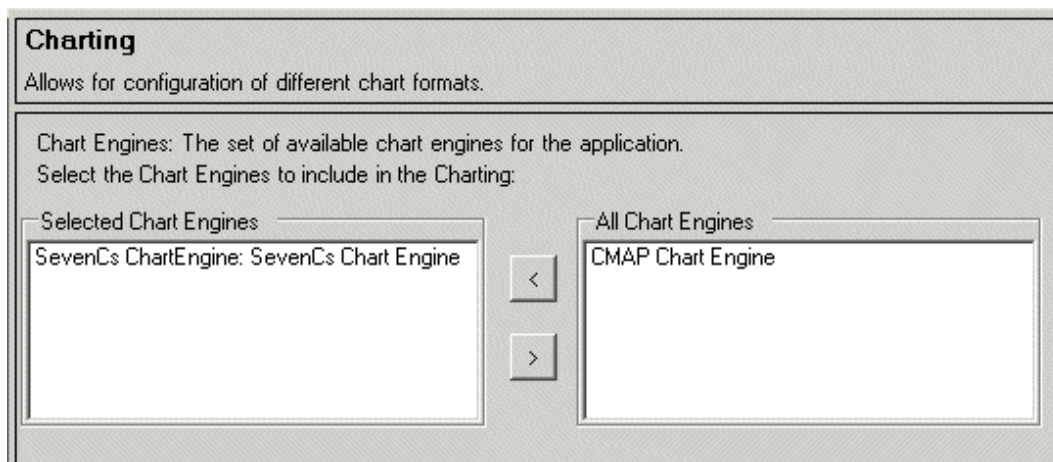 Charting
Allows for configuration of different chart formats.
Chart Engines: The set of available chart engines for the application.
Select the Chart Engines to include in the Charting:
Selected Chart Engines
SevenCs ChartEngine: SevenCs Chart Engine
<
>
All Chart Engines
CMAP Chart Engine